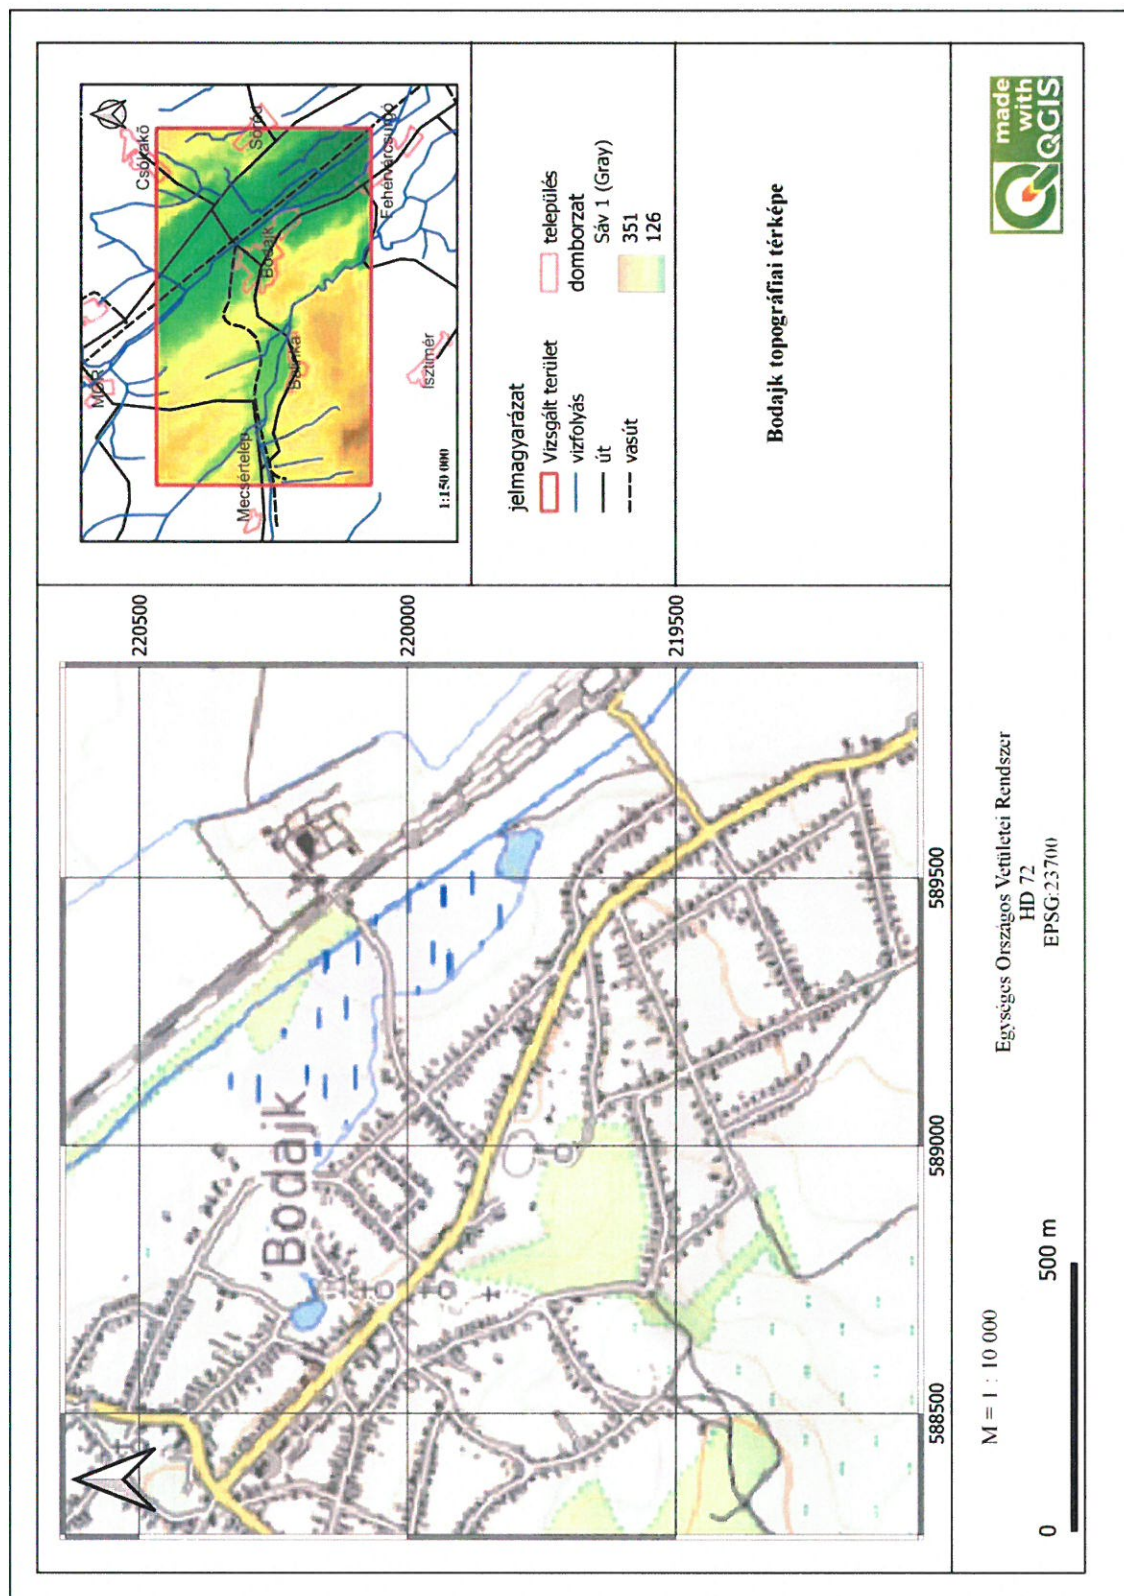 Bodajk
220500
220000
219500
588500
589000
589500
Csókakő
MÓR
Söréd
Bodajk
Mecsértelep
Balinka
Fehérvárcsurgó
Isztimér
1:150 000
jelmagyarázat
Vizsgált terület
vízfolyás
út
vasút
település
domborzat
Sáv 1 (Gray)
351
126
Bodajk topográfiai térképe
M = 1 : 10 000
0
500 m
Egységes Országos Vetületei Rendszer
HD 72
EPSG:23700
made
with
QGIS